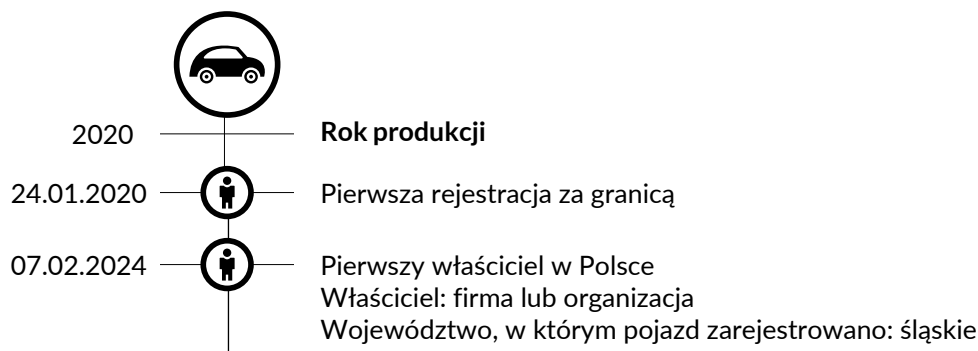 2020 Rok produkcji
24.01.2020 Pierwsza rejestracja za granicą
07.02.2024 Pierwszy właściciel w Polsce
Właściciel: firma lub organizacja
Województwo, w którym pojazd zarejestrowano: śląskie